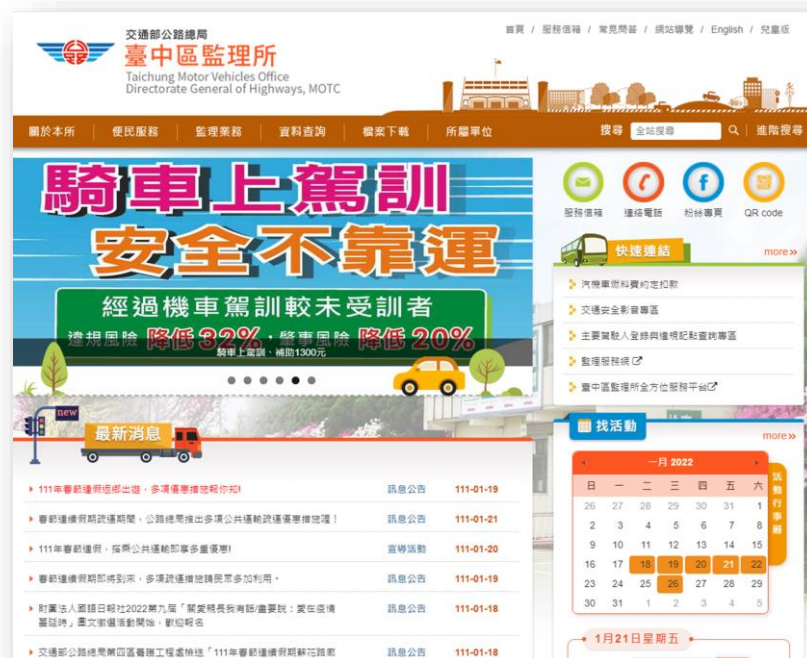 首頁 / 服務信箱 / 常見問答 / 網站導覽 / English / 兒童版
交通部公路總局
臺中區監理所
Taichung Motor Vehicles Office
Directorate General of Highways, MOTC
關於本所 | 便民服務 | 監理業務 | 資料查詢 | 檔案下載 | 所屬單位
搜尋 全站搜尋 | 進階搜尋
騎車上駕訓
安全不靠運
經過機車駕訓較未受訓者
違規風險 降低32%，肇事風險 降低20%
騎車上駕訓、補助1300元
服務信箱 連絡電話 粉絲專頁 QR code
快速連結 more»
汽機車燃料費約定扣款
交通安全影音專區
主要駕駛人登錄與違規記點查詢專區
監理服務網
臺中區監理所全方位服務平台
new
最新消息
111年春節連假返鄉出遊，多項優惠措施報你知! 訊息公告 111-01-19
春節連續假期疏運期間，公路總局推出多項公共運輸疏運優惠措施喔！ 訊息公告 111-01-21
111年春節連假，搭乘公共運輸即享多重優惠! 宣導活動 111-01-20
春節連續假期即將到來，多項疏運措施請民眾多加利用。 訊息公告 111-01-19
財團法人國語日報社2022第九屆「關愛親長我有話/畫要說：愛在疫情
蔓延時」圖文徵選活動開始，歡迎報名 訊息公告 111-01-18
交通部公路總局第四區養護工程處檢送「111年春節連續假期蘇花路廊 訊息公告 111-01-18
找活動 more»
一月 2022
日 一 二 三 四 五 六
26 27 28 29 30 31 1
2 3 4 5 6 7 8
9 10 11 12 13 14 15
16 17 18 19 20 21 22
23 24 25 26 27 28 29
30 31 1 2 3 4 5
活動行事曆
1月21日星期五